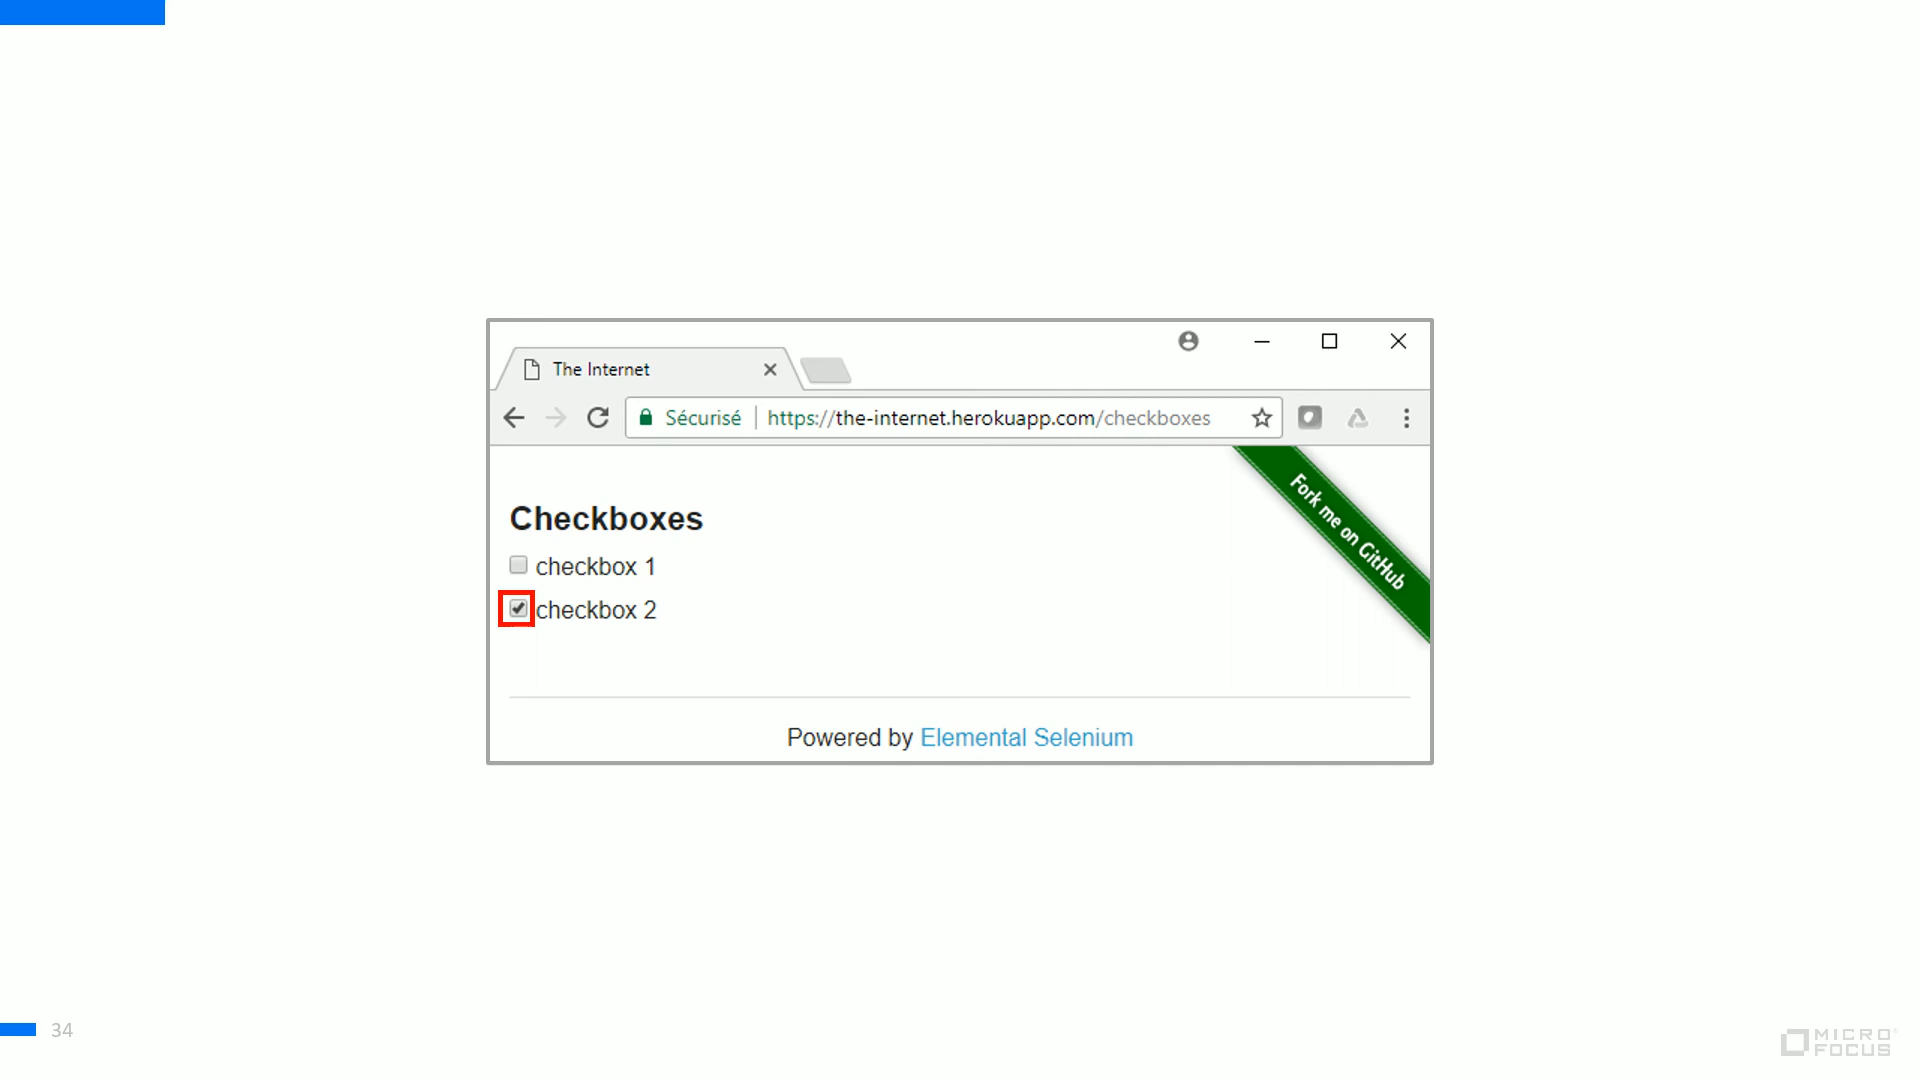 The Internet
Sécurisé https://the-internet.herokuapp.com/checkboxes
Fork me on GitHub
Checkboxes
checkbox 1
checkbox 2
Powered by Elemental Selenium
34
MICRO
FOCUS